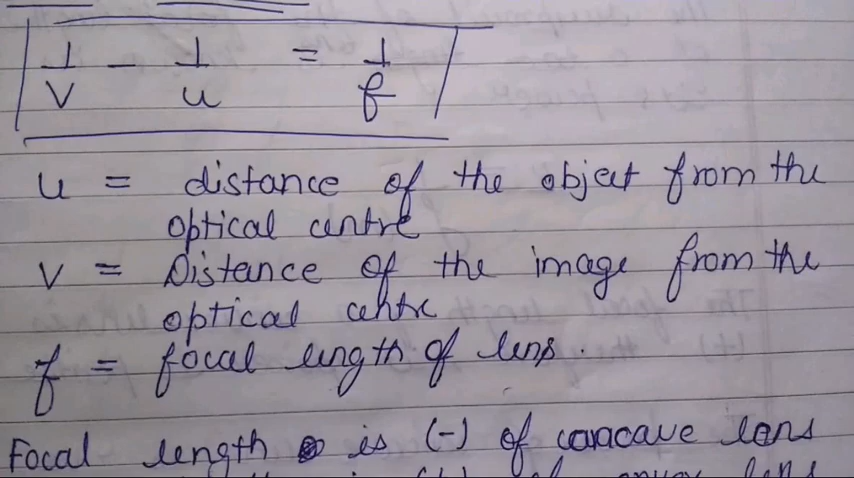 1/v - 1/u = 1/f
u = distance of the object from the
optical centre
v = Distance of the image from the
optical centre
f = focal length of lens.
Focal length is (-) of concave lens